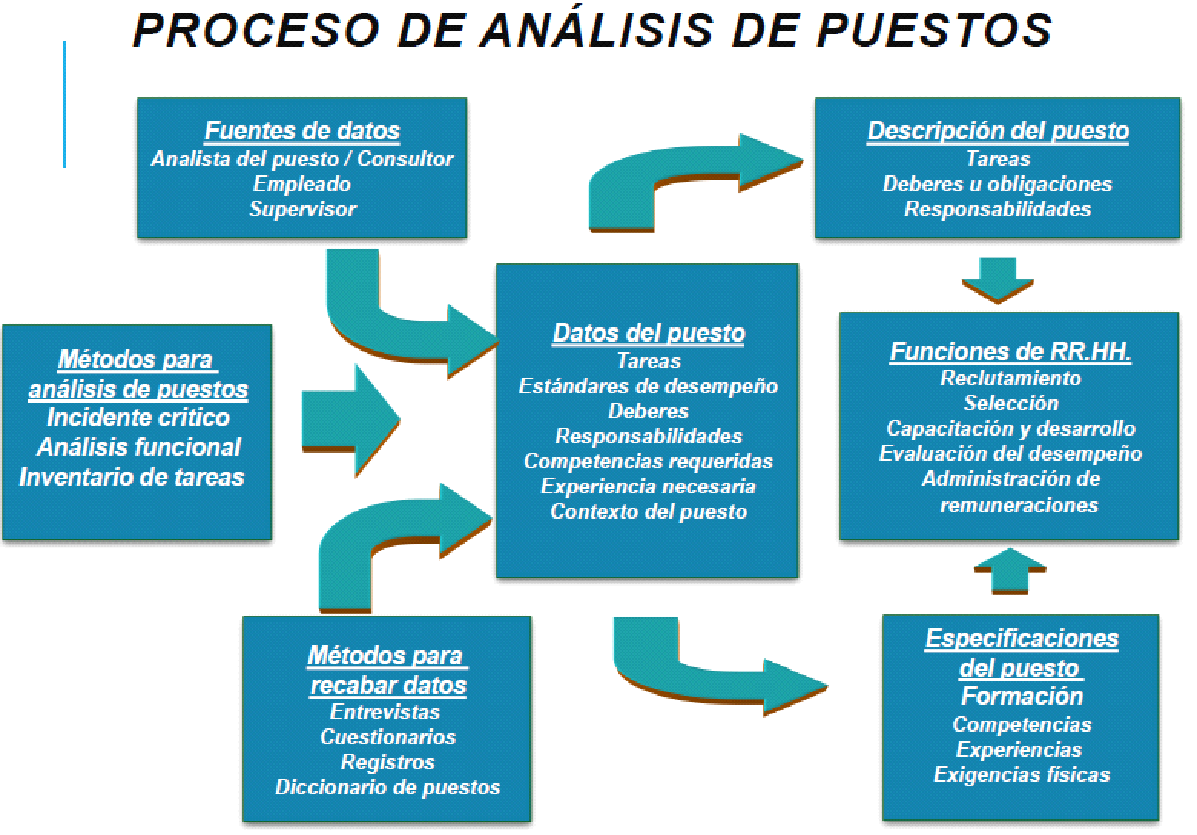 PROCESO DE ANÁLISIS DE PUESTOS
Fuentes de datos
Analista del puesto / Consultor
Empleado
Supervisor
Descripción del puesto
Tareas
Deberes u obligaciones
Responsabilidades
Métodos para
análisis de puestos
Incidente critico
Análisis funcional
Inventario de tareas
Datos del puesto
Tareas
Estándares de desempeño
Deberes
Responsabilidades
Competencias requeridas
Experiencia necesaria
Contexto del puesto
Funciones de RR.HH.
Reclutamiento
Selección
Capacitación y desarrollo
Evaluación del desempeño
Administración de
remuneraciones
Métodos para
recabar datos
Entrevistas
Cuestionarios
Registros
Diccionario de puestos
Especificaciones
del puesto
Formación
Competencias
Experiencias
Exigencias físicas